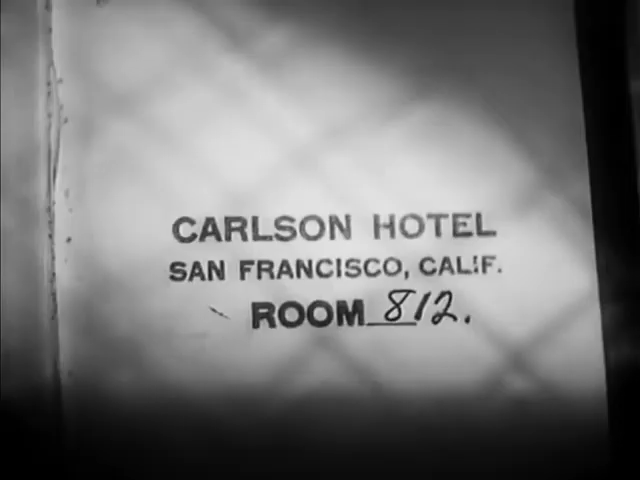 CARLSON HOTEL
SAN FRANCISCO, CALIF.
ROOM 812.